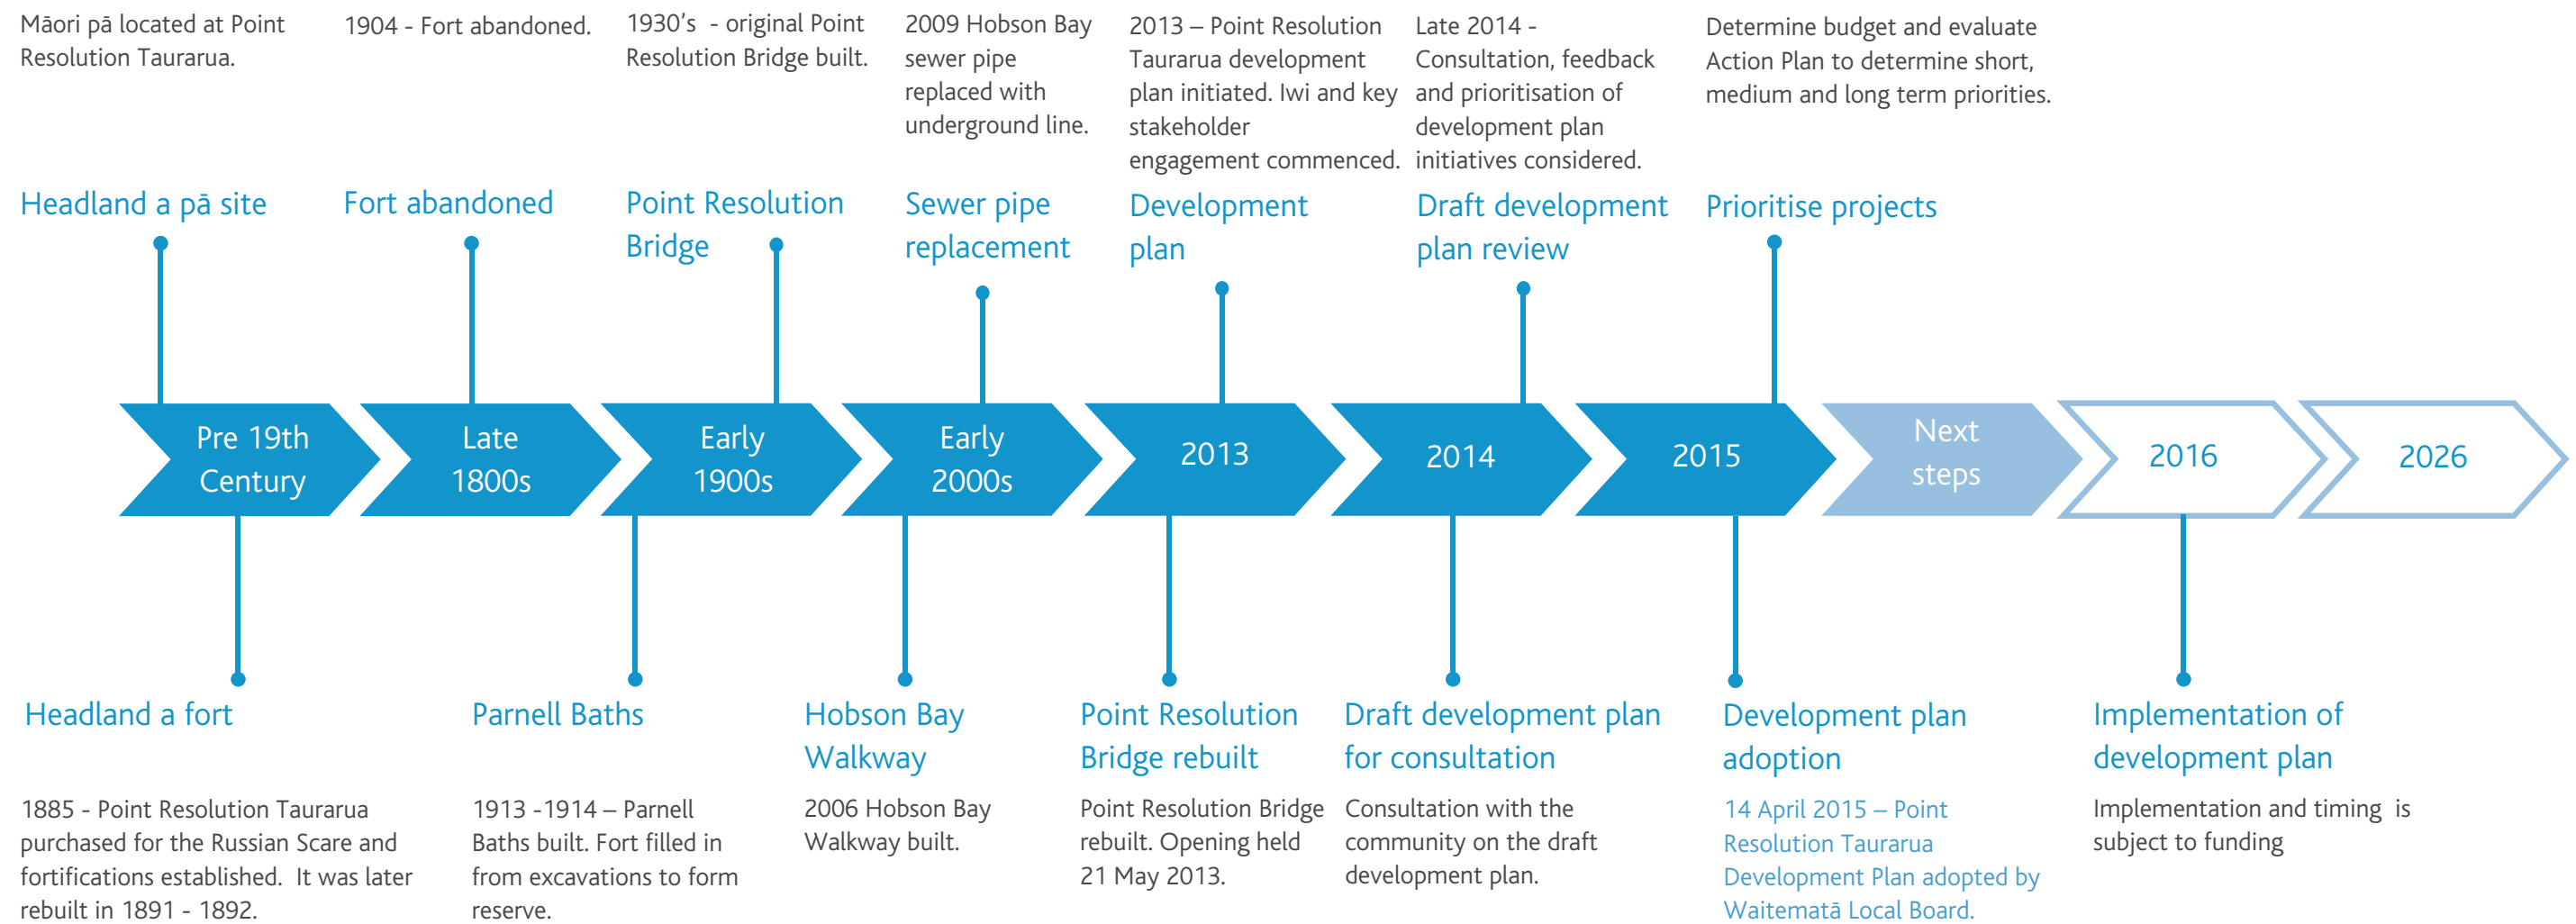 Māori pā located at Point
Resolution Taurarua.
1904 - Fort abandoned.
1930's - original Point
Resolution Bridge built.
2009 Hobson Bay
sewer pipe
replaced with
underground line.
2013 – Point Resolution
Taurarua development
plan initiated. Iwi and key
stakeholder
engagement commenced.
Late 2014 -
Consultation, feedback
and prioritisation of
development plan
initiatives considered.
Determine budget and evaluate
Action Plan to determine short,
medium and long term priorities.
Headland a pā site
Fort abandoned
Point Resolution
Bridge
Sewer pipe
replacement
Development
plan
Draft development
plan review
Prioritise projects
Pre 19th
Century
Late
1800s
Early
1900s
Early
2000s
2013
2014
2015
Next
steps
2016
2026
Headland a fort
1885 - Point Resolution Taurarua
purchased for the Russian Scare and
fortifications established. It was later
rebuilt in 1891 - 1892.
Parnell Baths
1913 -1914 – Parnell
Baths built. Fort filled in
from excavations to form
reserve.
Hobson Bay
Walkway
2006 Hobson Bay
Walkway built.
Point Resolution
Bridge rebuilt
Point Resolution Bridge
rebuilt. Opening held
21 May 2013.
Draft development plan
for consultation
Consultation with the
community on the draft
development plan.
Development plan
adoption
14 April 2015 – Point
Resolution Taurarua
Development Plan adopted by
Waitematā Local Board.
Implementation of
development plan
Implementation and timing is
subject to funding